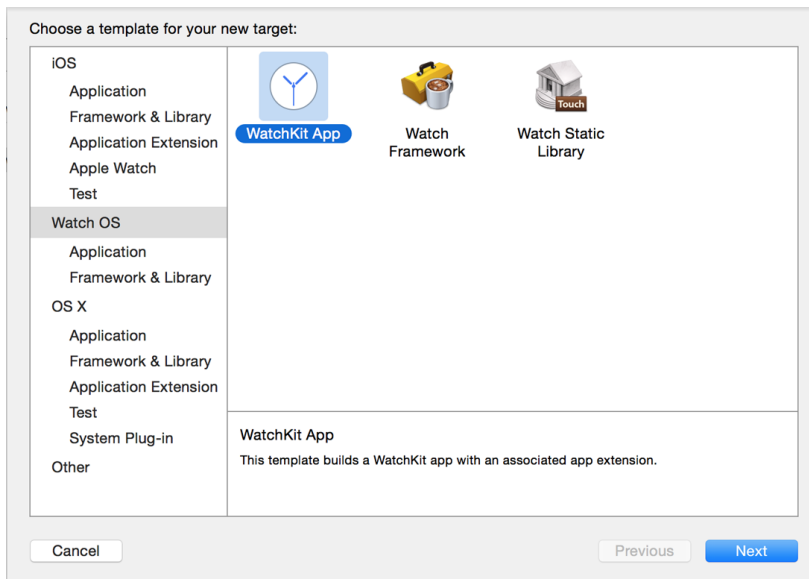 Choose a template for your new target:
iOS
Application
Framework & Library
Application Extension
Apple Watch
Test
Watch OS
Application
Framework & Library
OS X
Application
Framework & Library
Application Extension
Test
System Plug-in
Other
WatchKit App
Watch
Framework
Touch
Watch Static
Library
WatchKit App
This template builds a WatchKit app with an associated app extension.
Cancel
Previous
Next